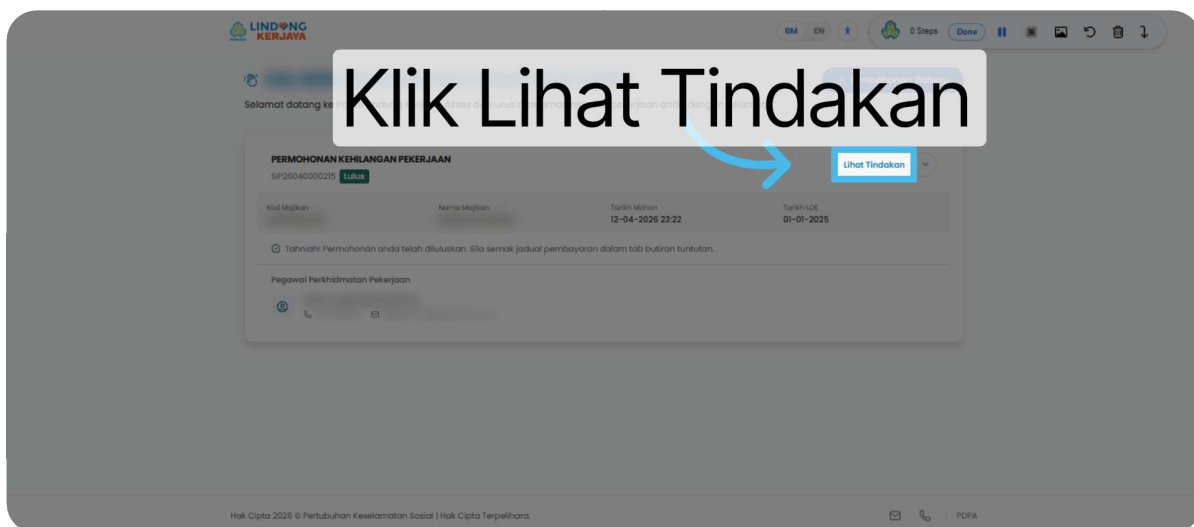 LINDUNG
KERJAYA
BM EN
0 Steps Done
Klik Lihat Tindakan
Selamat datang ke
PERMOHONAN KEHILANGAN PEKERJAAN
SIP26040000215 Lulus
Lihat Tindakan
Kod Majikan Nama Majikan Tarikh Mohon Tarikh LOE
12-04-2026 23:22 01-01-2025
Tahniah! Permohonan anda telah diluluskan. Sila semak jadual pembayaran dalam tab butiran tuntutan.
Pegawai Perkhidmatan Pekerjaan
Hak Cipta 2026 © Pertubuhan Keselamatan Sosial | Hak Cipta Terpelihara.
PDPA